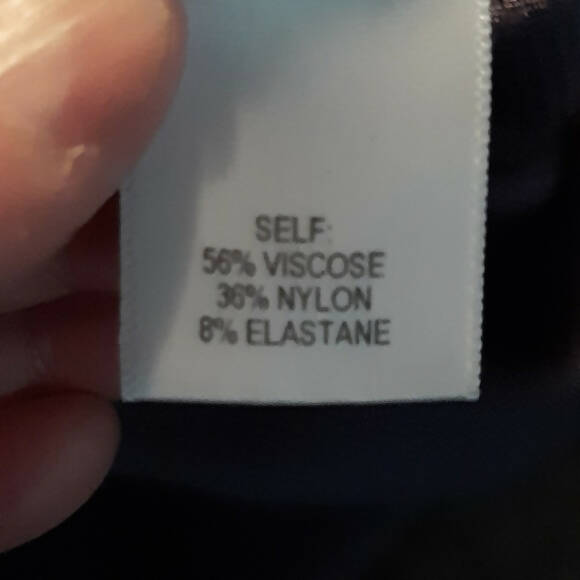 SELF:
56% VISCOSE
36% NYLON
8% ELASTANE